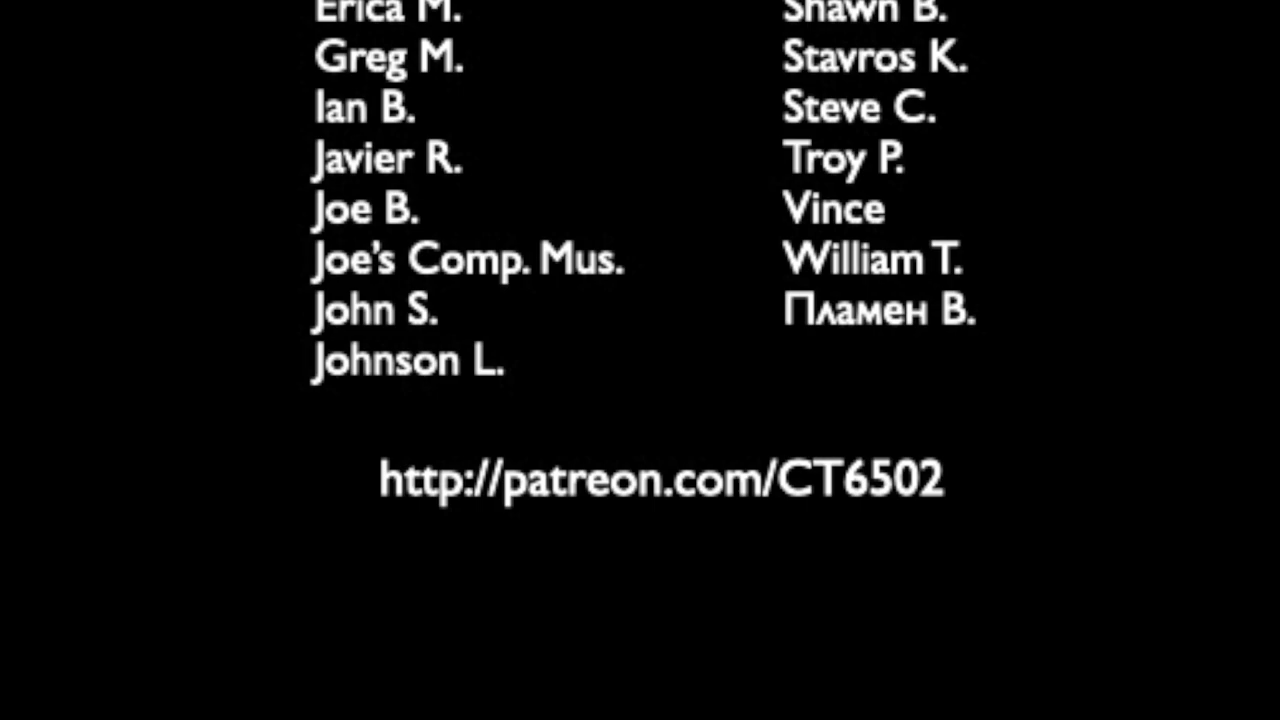 Erica M.
Greg M.
Ian B.
Javier R.
Joe B.
Joe's Comp. Mus.
John S.
Johnson L.
Shawn B.
Stavros K.
Steve C.
Troy P.
Vince
William T.
Пламен В.
http://patreon.com/CT6502